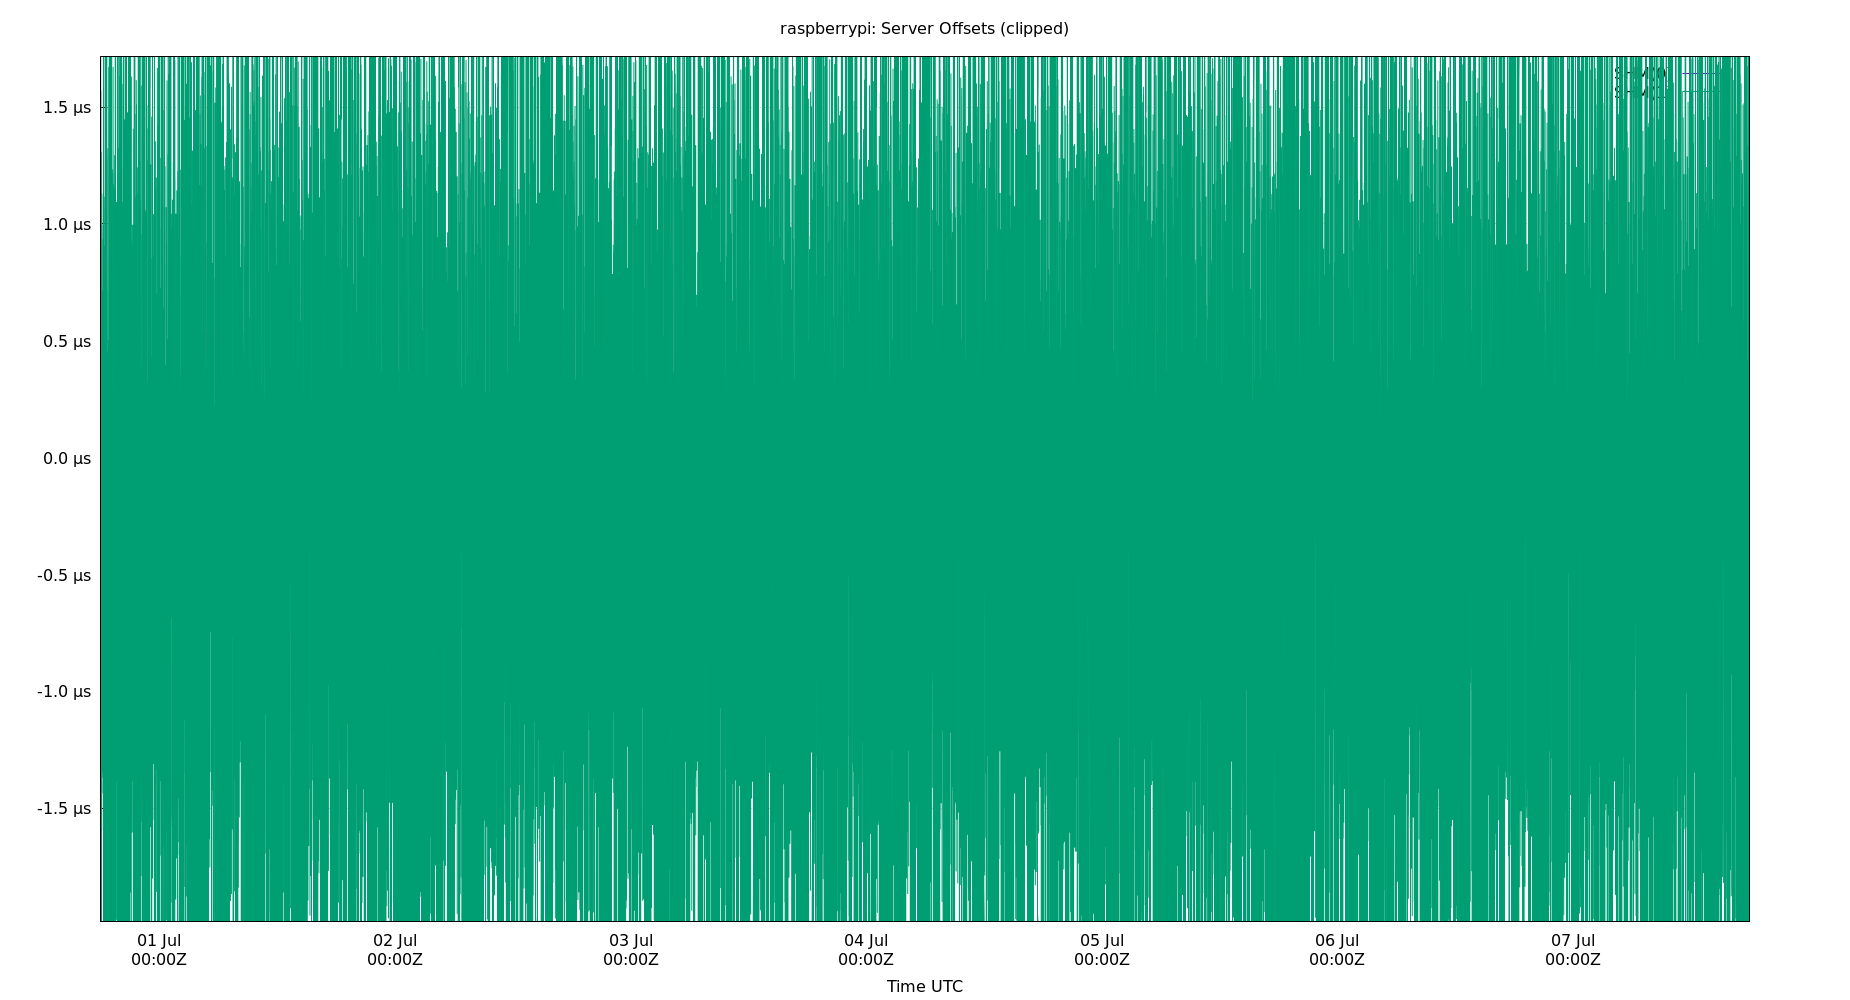 raspberrypi: Server Offsets (clipped)
1.5 µs
1.0 µs
0.5 µs
0.0 µs
-0.5 µs
-1.0 µs
-1.5 µs
01 Jul
00:00Z
02 Jul
00:00Z
03 Jul
00:00Z
04 Jul
00:00Z
05 Jul
00:00Z
06 Jul
00:00Z
07 Jul
00:00Z
Time UTC